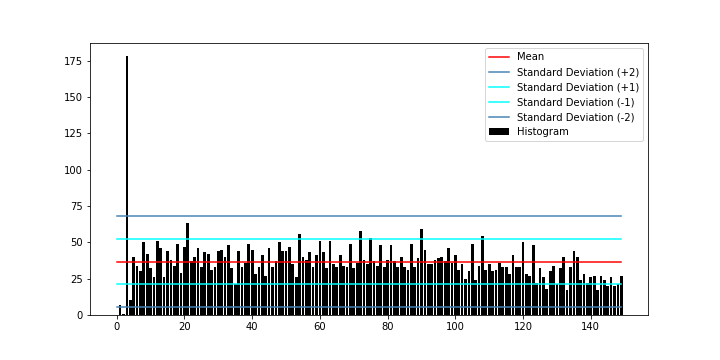 175
150
125
100
75
50
25
0
0 20 40 60 80 100 120 140
Mean
Standard Deviation (+2)
Standard Deviation (+1)
Standard Deviation (-1)
Standard Deviation (-2)
Histogram